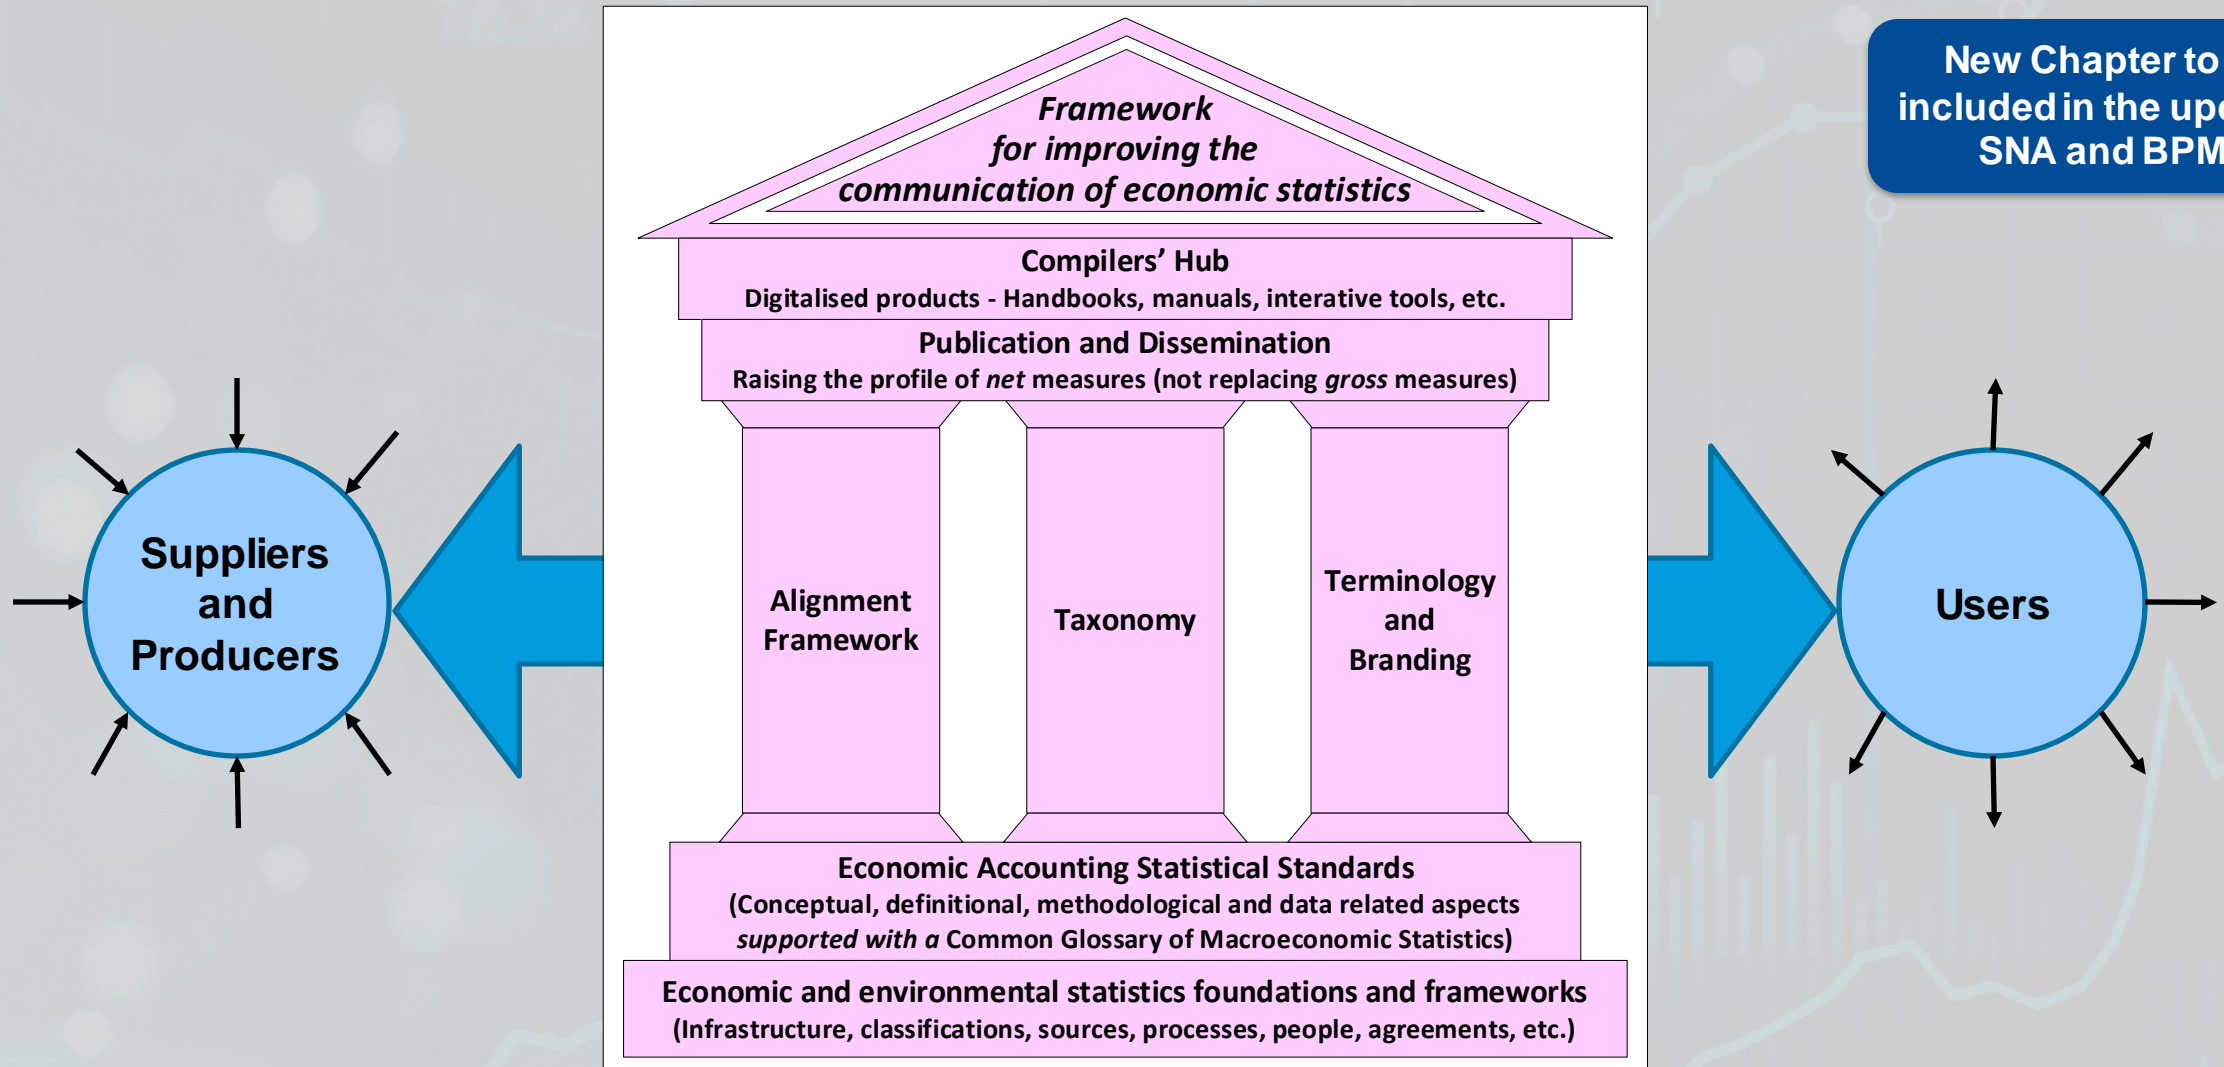 New Chapter to
included in the
SNA and BPM
Framework
for improving the
communication of economic statistics
Compilers’ Hub
Digitalised products - Handbooks, manuals, interative tools, etc.
Publication and Dissemination
Raising the profile of net measures (not replacing gross measures)
Suppliers
and
Producers
Alignment
Framework
Taxonomy
Terminology
and
Branding
Users
Economic Accounting Statistical Standards
(Conceptual, definitional, methodological and data related aspects
supported with a Common Glossary of Macroeconomic Statistics)
Economic and environmental statistics foundations and frameworks
(Infrastructure, classifications, sources, processes, people, agreements, etc.)